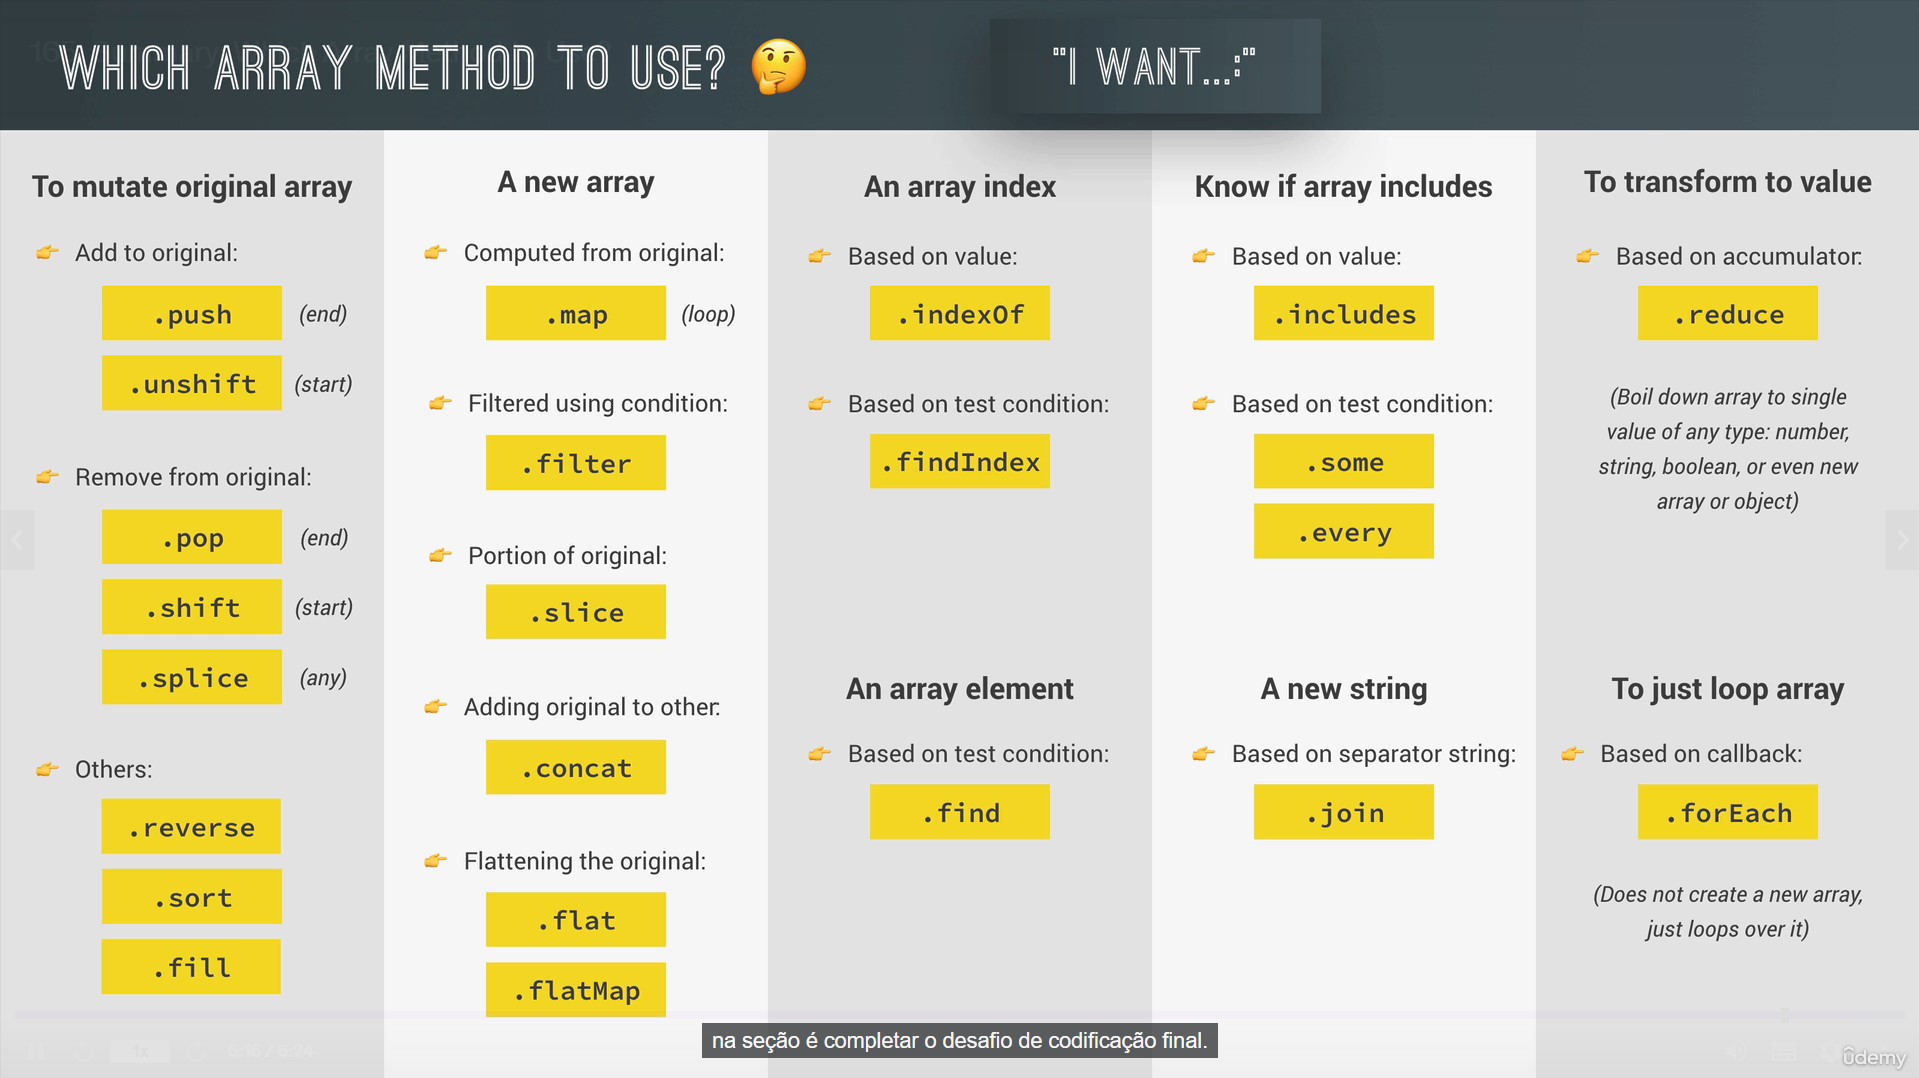 WHICH ARRAY METHOD TO USE? 🤔
"I WANT...:"
To mutate original array
👉 Add to original:
.push (end)
.unshift (start)
👉 Remove from original:
.pop (end)
.shift (start)
.splice (any)
👉 Others:
.reverse
.sort
.fill
A new array
👉 Computed from original:
.map (loop)
👉 Filtered using condition:
.filter
👉 Portion of original:
.slice
👉 Adding original to other:
.concat
👉 Flattening the original:
.flat
.flatMap
An array index
👉 Based on value:
.indexOf
👉 Based on test condition:
.findIndex
An array element
👉 Based on test condition:
.find
Know if array includes
👉 Based on value:
.includes
👉 Based on test condition:
.some
.every
A new string
👉 Based on separator string:
.join
To transform to value
👉 Based on accumulator:
.reduce
(Boil down array to single
value of any type: number,
string, boolean, or even new
array or object)
To just loop array
👉 Based on callback:
.forEach
(Does not create a new array,
just loops over it)
na seção é completar o desafio de codificação final.
1x
ûdemy